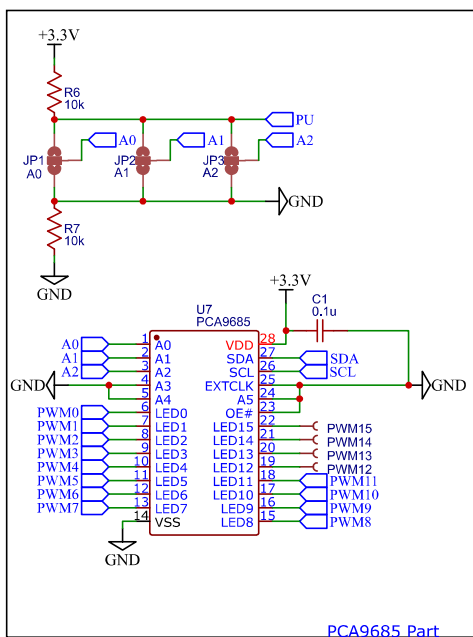 +3.3V
R6
10k
PU
A0
A1
A2
JP1
A0
JP2
A1
JP3
A2
GND
R7
10k
GND
+3.3V
C1
0.1u
U7
PCA9685
A0 1 A0 VDD 28
A1 2 A1 SDA 27 SDA
A2 3 A2 SCL 26 SCL
GND 4 A3 EXTCLK 25 GND
5 A4 A5 24
PWM0 6 LED0 OE# 23
PWM1 7 LED1 LED15 22 PWM15
PWM2 8 LED2 LED14 21 PWM14
PWM3 9 LED3 LED13 20 PWM13
PWM4 10 LED4 LED12 19 PWM12
PWM5 11 LED5 LED11 18 PWM11
PWM6 12 LED6 LED10 17 PWM10
PWM7 13 LED7 LED9 16 PWM9
14 VSS LED8 15 PWM8
GND
PCA9685 Part